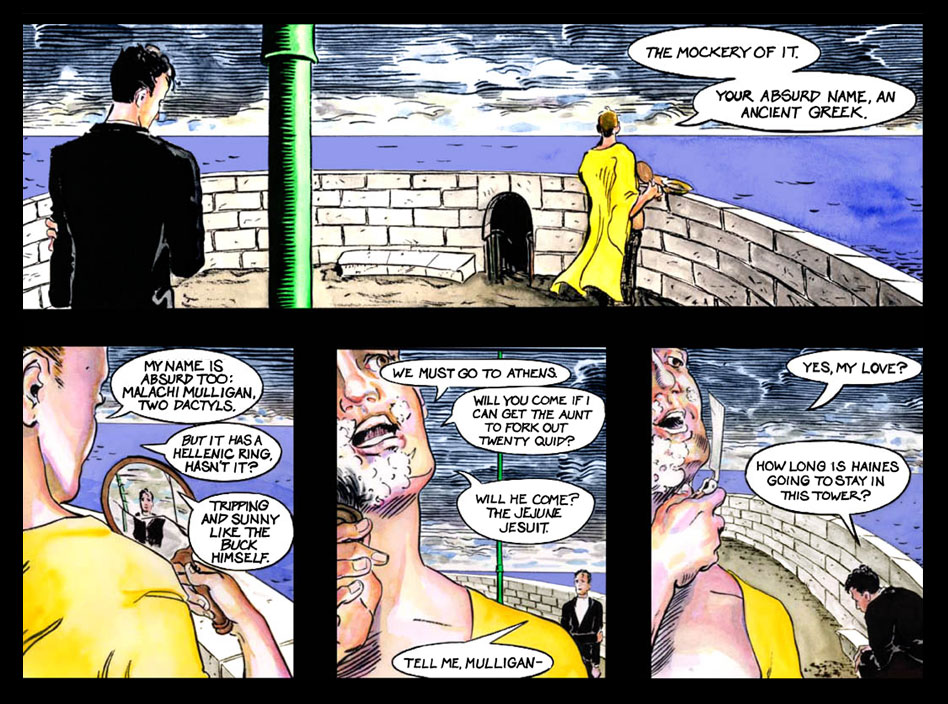 THE MOCKERY OF IT.
YOUR ABSURD NAME, AN
ANCIENT GREEK.
MY NAME IS
ABSURD TOO:
MALACHI MULLIGAN,
TWO DACTYLS.
BUT IT HAS A
HELLENIC RING,
HASN'T IT?
TRIPPING
AND SUNNY
LIKE THE
BUCK
HIMSELF.
WE MUST GO TO ATHENS.
WILL YOU COME IF I
CAN GET THE AUNT
TO FORK OUT
TWENTY QUID?
WILL HE COME?
THE JEJUNE
JESUIT.
TELL ME, MULLIGAN-
YES, MY LOVE?
HOW LONG IS HAINES
GOING TO STAY IN
THIS TOWER?